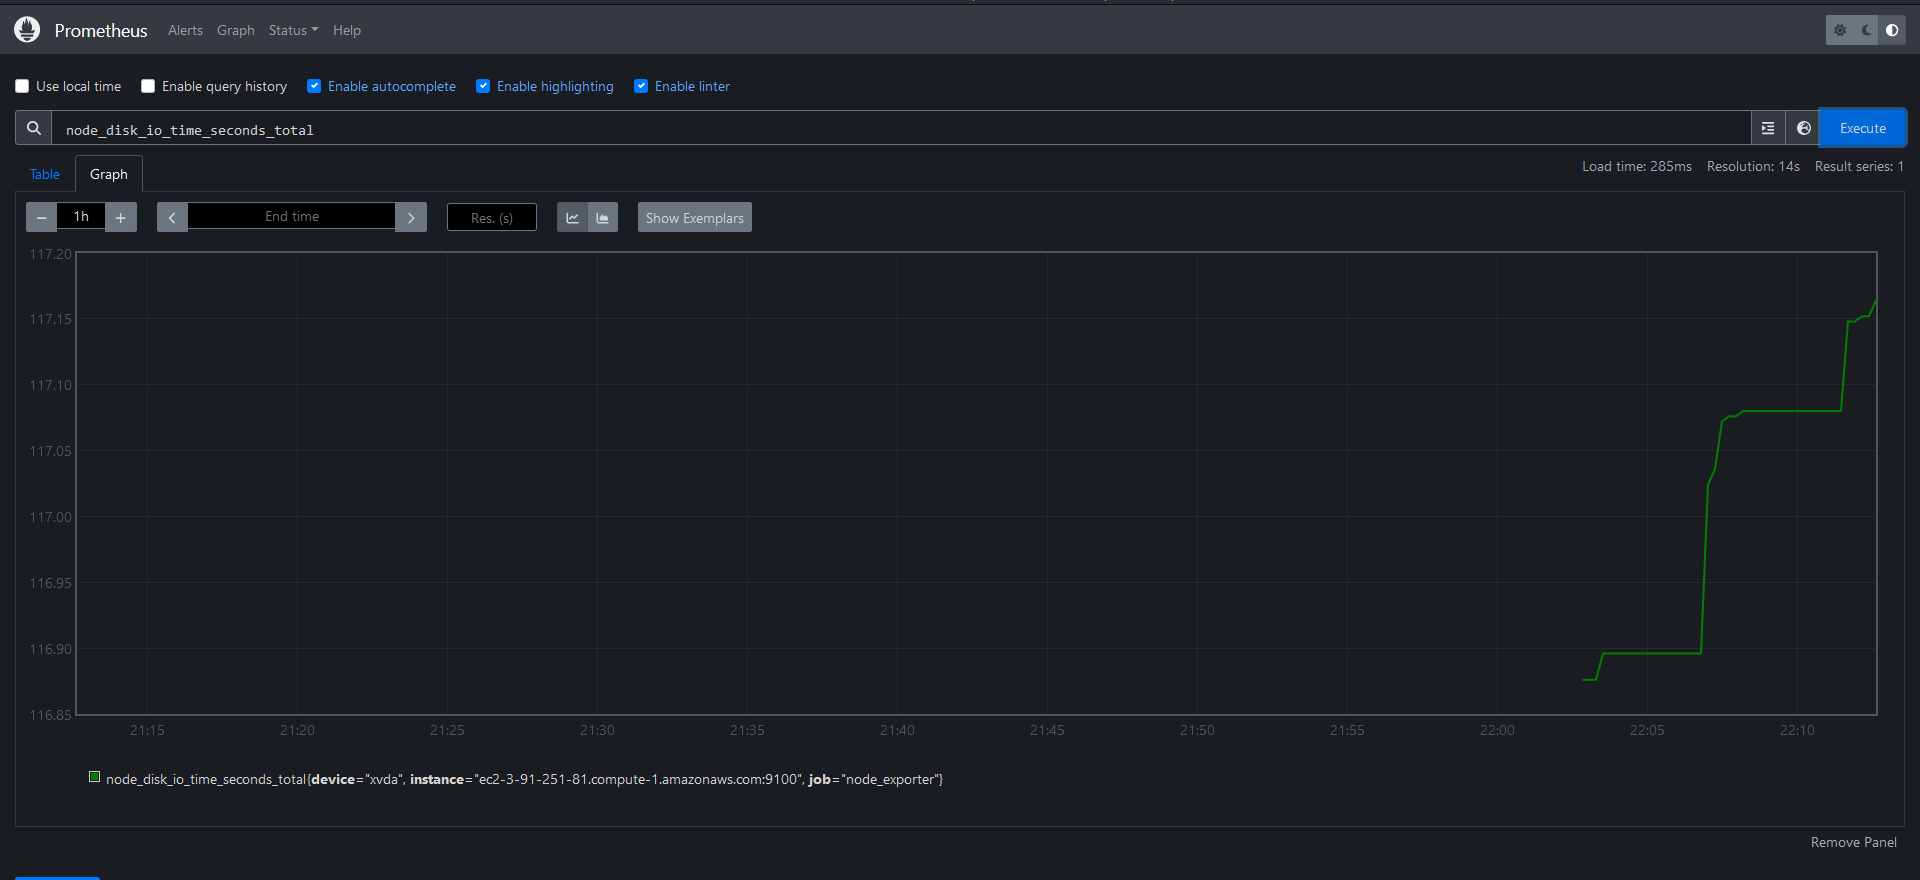 Prometheus Alerts Graph Status Help
Use local time Enable query history Enable autocomplete Enable highlighting Enable linter
node_disk_io_time_seconds_total Execute
Table Graph Load time: 285ms Resolution: 14s Result series: 1
− 1h + End time Res. (s) Show Exemplars
117.20
117.15
117.10
117.05
117.00
116.95
116.90
116.85
21:15 21:20 21:25 21:30 21:35 21:40 21:45 21:50 21:55 22:00 22:05 22:10
node_disk_io_time_seconds_total{device="xvda", instance="ec2-3-91-251-81.compute-1.amazonaws.com:9100", job="node_exporter"}
Remove Panel